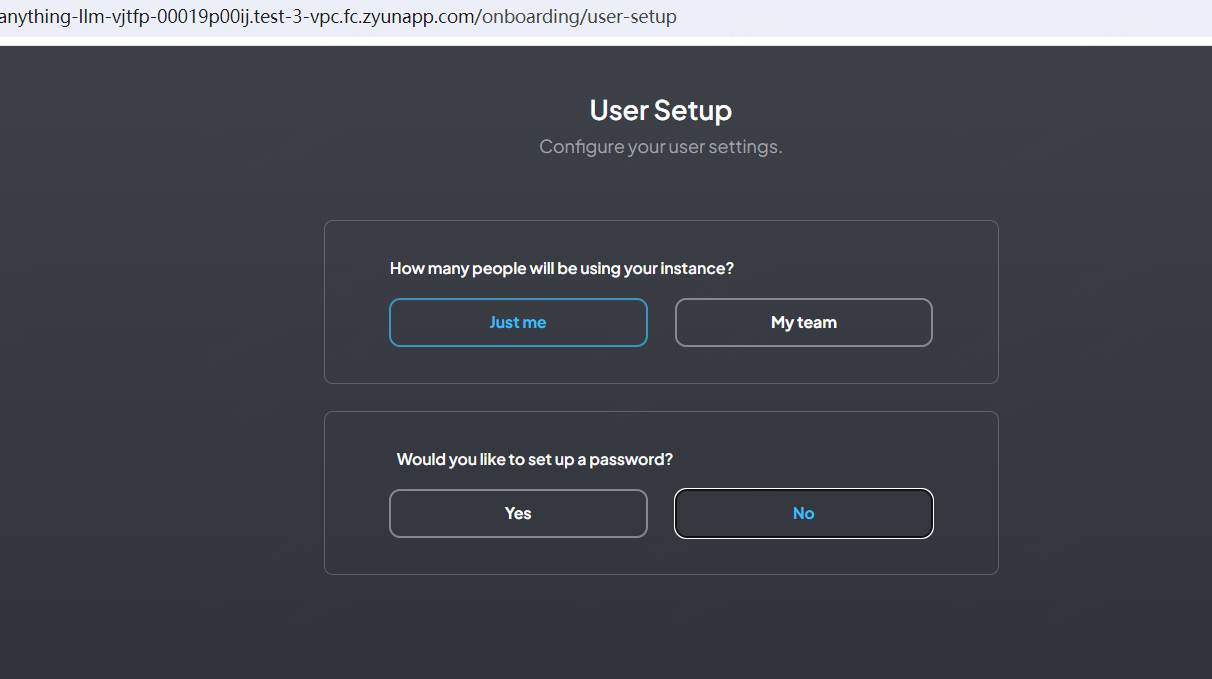 anything-llm-vjtfp-00019p00ij.test-3-vpc.fc.zyunapp.com/onboarding/user-setup
User Setup
Configure your user settings.
How many people will be using your instance?
Just me
My team
Would you like to set up a password?
Yes
No